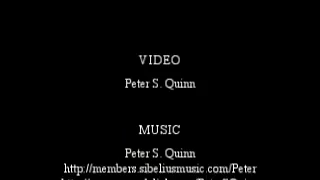 VIDEO
Peter S. Quinn
MUSIC
Peter S. Quinn
http://members.sibeliusmusic.com/Peter